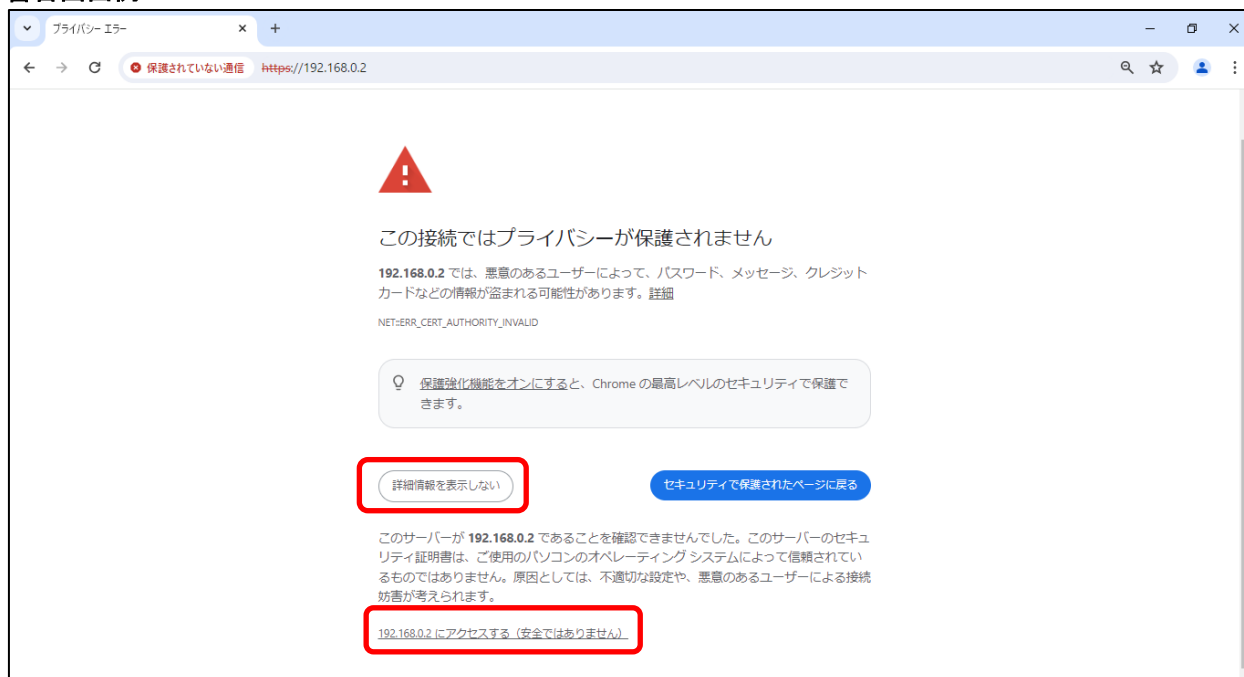 プライバシー エラー
保護されていない通信 https://192.168.0.2
この接続ではプライバシーが保護されません
192.168.0.2 では、悪意のあるユーザーによって、パスワード、メッセージ、クレジット
カードなどの情報が盗まれる可能性があります。詳細
NET::ERR_CERT_AUTHORITY_INVALID
保護強化機能をオンにすると、Chrome の最高レベルのセキュリティで保護で
きます。
詳細情報を表示しない
セキュリティで保護されたページに戻る
このサーバーが 192.168.0.2 であることを確認できませんでした。このサーバーのセキュ
リティ証明書は、ご使用のパソコンのオペレーティング システムによって信頼されてい
るものではありません。原因としては、不適切な設定や、悪意のあるユーザーによる接続
妨害が考えられます。
192.168.0.2 にアクセスする（安全ではありません）